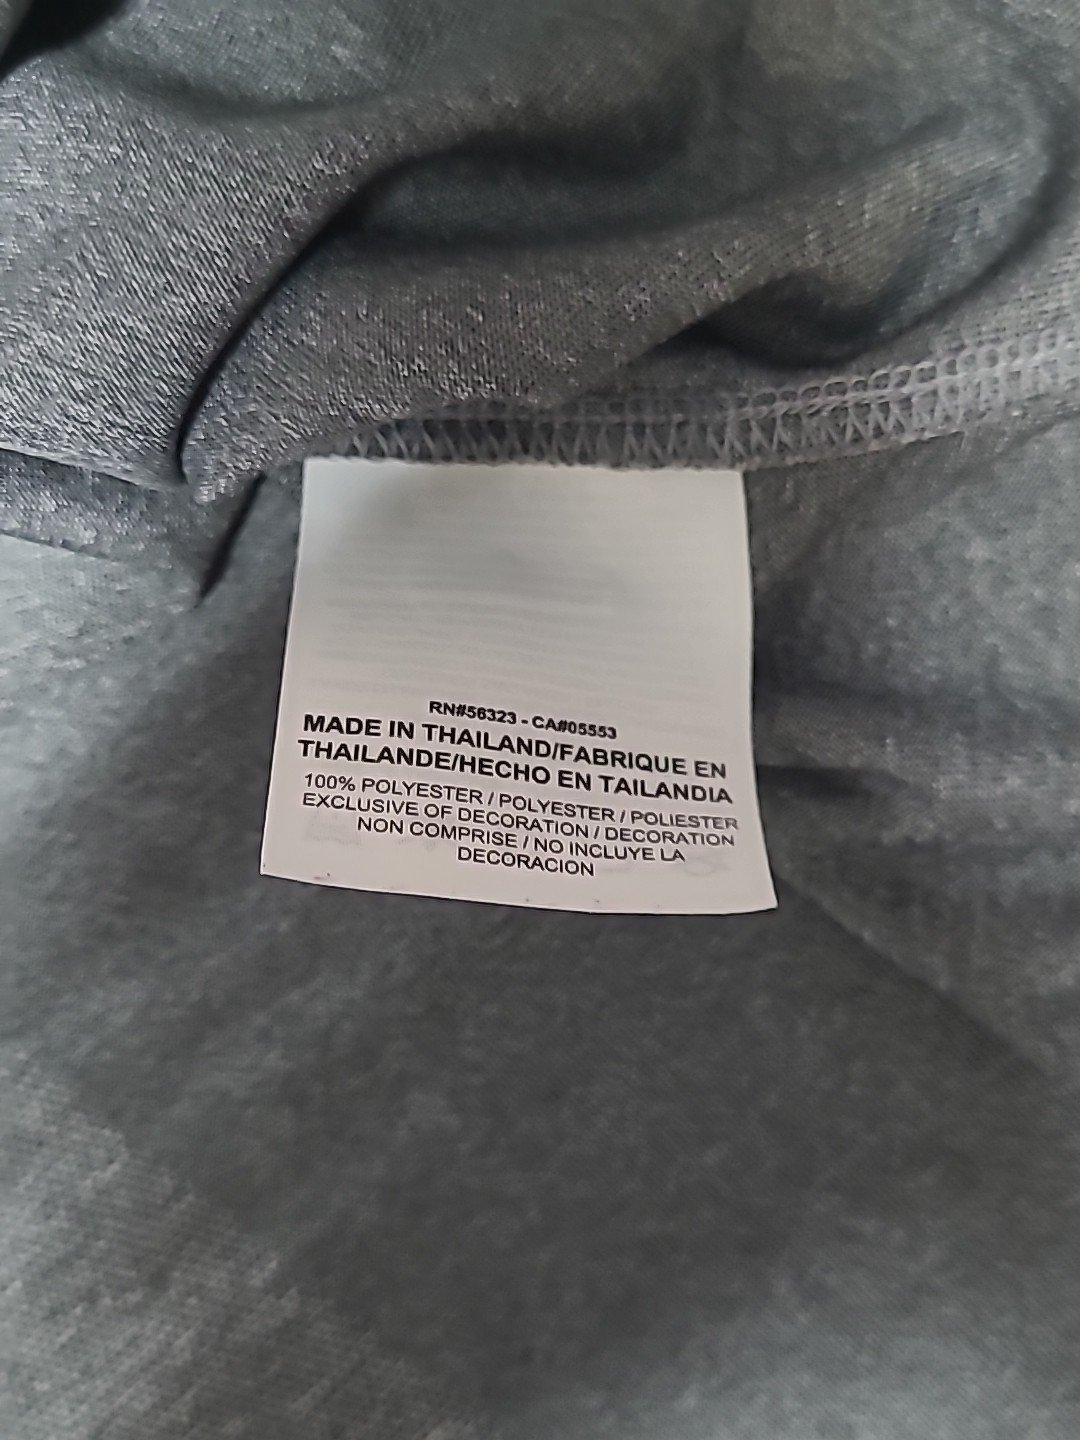 RN#56323 - CA#05553
MADE IN THAILAND/FABRIQUE EN
THAILANDE/HECHO EN TAILANDIA
100% POLYESTER / POLYESTER / POLIESTER
EXCLUSIVE OF DECORATION / DECORATION
NON COMPRISE / NO INCLUYE LA
DECORACION